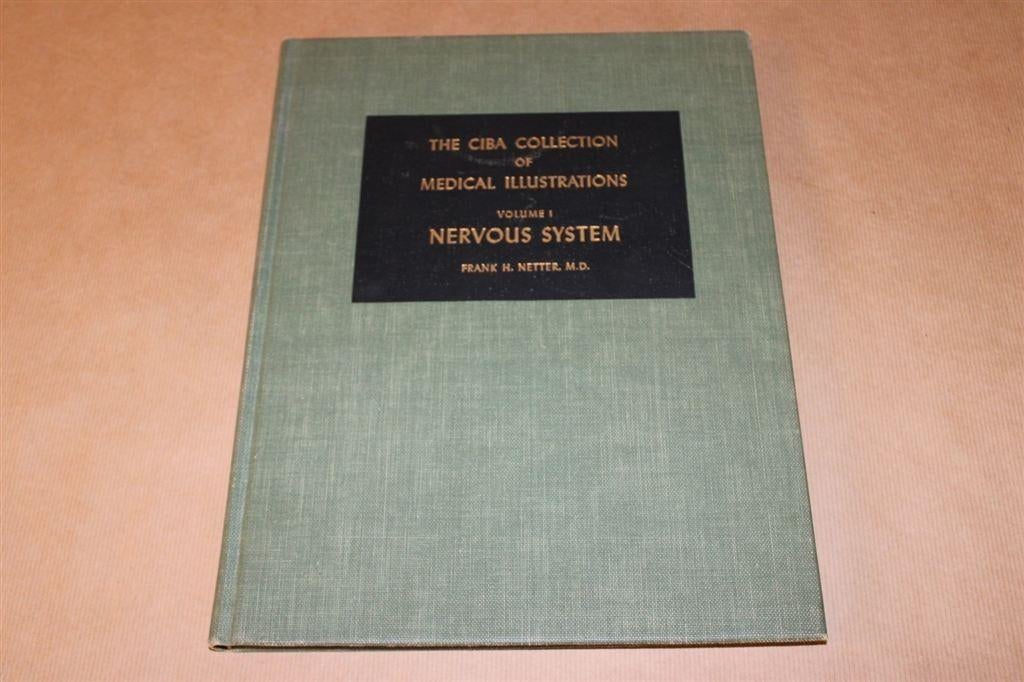 THE CIBA COLLECTION
OF
MEDICAL ILLUSTRATIONS
VOLUME I
NERVOUS SYSTEM
FRANK H. NETTER, M.D.